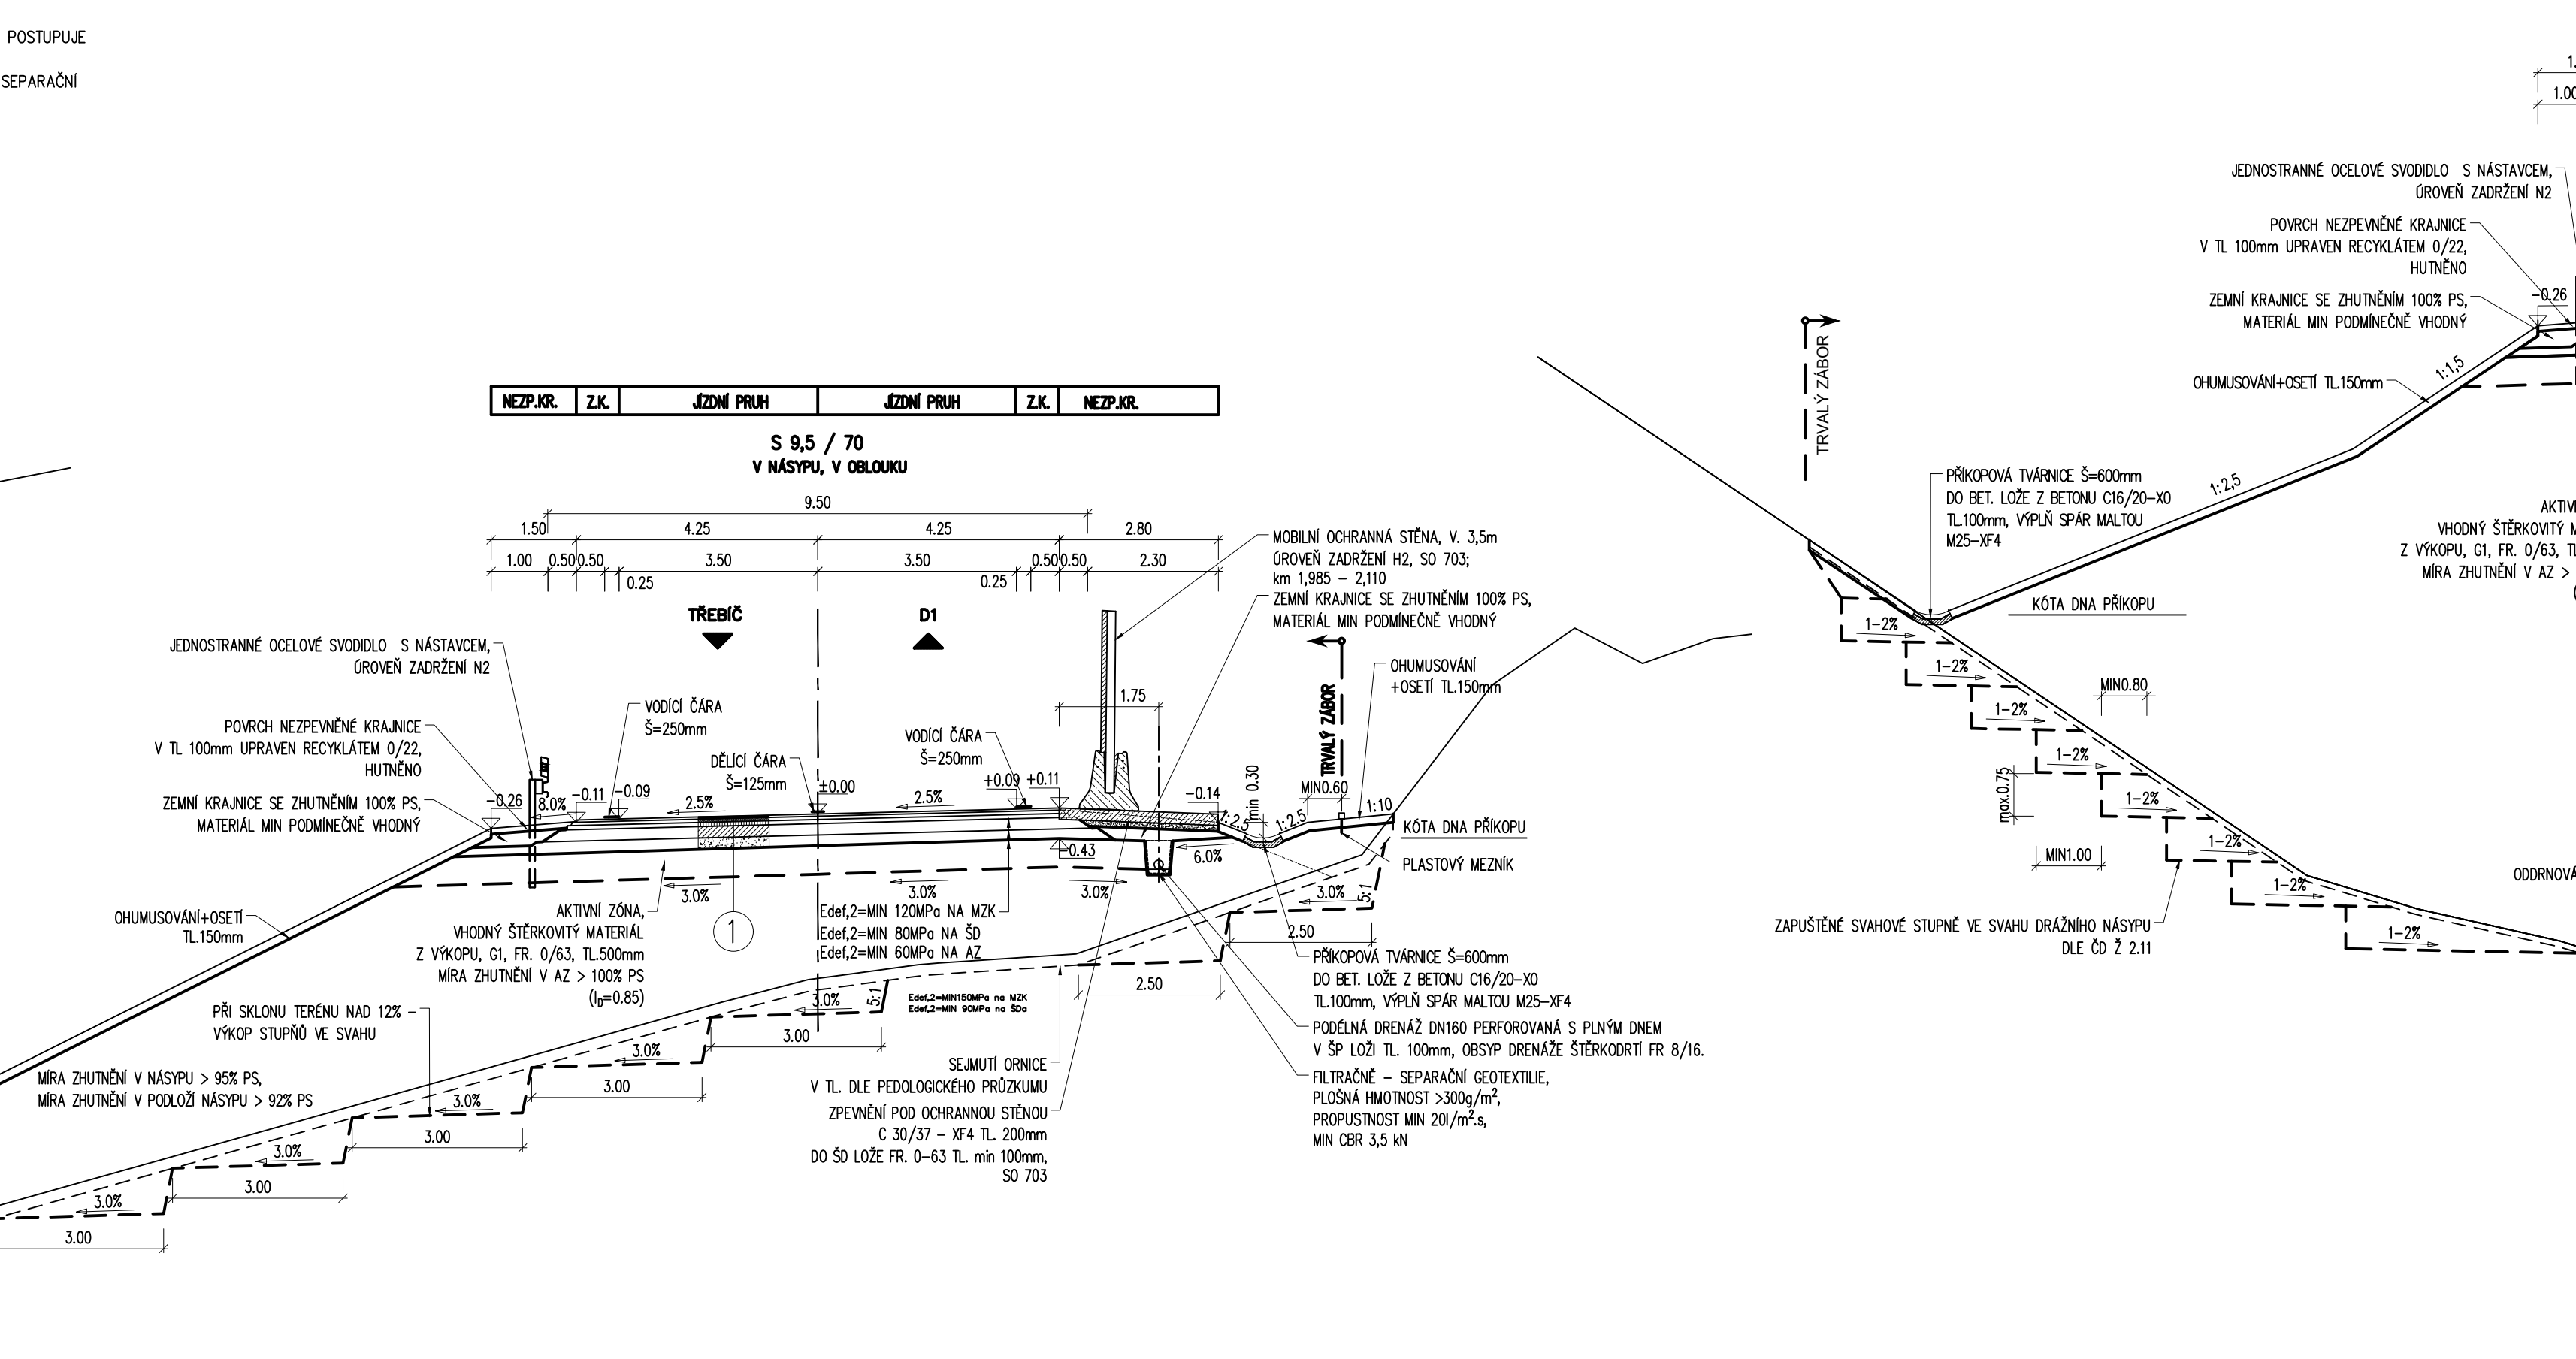 POSTUPUJE
SEPARAČNÍ
NEZP.KR.
Z.K.
JÍZDNÍ PRUH
JÍZDNÍ PRUH
Z.K.
NEZP.KR.
S 9,5 / 70
V NÁSYPU, V OBLOUKU
9.50
1.50
4.25
4.25
2.80
1.00
0.50
0.50
3.50
3.50
0.50
0.50
2.30
0.25
0.25
TŘEBÍČ
D1
MOBILNÍ OCHRANNÁ STĚNA, V. 3,5m
ÚROVEŇ ZADRŽENÍ H2, SO 703;
km 1,985 – 2,110
ZEMNÍ KRAJNICE SE ZHUTNĚNÍM 100% PS,
MATERIÁL MIN PODMÍNEČNĚ VHODNÝ
JEDNOSTRANNÉ OCELOVÉ SVODIDLO  S NÁSTAVCEM,
ÚROVEŇ ZADRŽENÍ N2
POVRCH NEZPEVNĚNÉ KRAJNICE
V TL 100mm UPRAVEN RECYKLÁTEM 0/22,
HUTNĚNO
ZEMNÍ KRAJNICE SE ZHUTNĚNÍM 100% PS,
MATERIÁL MIN PODMÍNEČNĚ VHODNÝ
VODÍCÍ ČÁRA
Š=250mm
DĚLÍCÍ ČÁRA
Š=125mm
VODÍCÍ ČÁRA
Š=250mm
1.75
TRVALÝ ZÁBOR
OHUMUSOVÁNÍ
+OSETÍ TL.150mm
-0.26
8.0%
-0.11
-0.09
2.5%
±0.00
2.5%
+0.09
+0.11
-0.14
min 0.30
MIN0.60
1:2.5
1:2.5
1:10
KÓTA DNA PŘÍKOPU
PLASTOVÝ MEZNÍK
-0.43
6.0%
3.0%
3.0%
3.0%
3.0%
5:1
2.50
2.50
1
OHUMUSOVÁNÍ+OSETÍ
TL.150mm
AKTIVNÍ ZÓNA,
VHODNÝ ŠTĚRKOVITÝ MATERIÁL
Z VÝKOPU, G1, FR. 0/63, TL.500mm
MÍRA ZHUTNĚNÍ V AZ > 100% PS
(ID=0.85)
Edef,2=MIN 120MPa NA MZK
Edef,2=MIN 80MPa NA ŠD
Edef,2=MIN 60MPa NA AZ
Edef,2=MIN150MPa na MZK
Edef,2=MIN 90MPa na ŠDa
PŘI SKLONU TERÉNU NAD 12% –
VÝKOP STUPŇŮ VE SVAHU
MÍRA ZHUTNĚNÍ V NÁSYPU > 95% PS,
MÍRA ZHUTNĚNÍ V PODLOŽÍ NÁSYPU > 92% PS
3.0%
5:1
3.00
3.0%
3.00
3.0%
3.00
3.0%
3.00
3.0%
3.00
SEJMUTÍ ORNICE
V TL. DLE PEDOLOGICKÉHO PRŮZKUMU
ZPEVNĚNÍ POD OCHRANNOU STĚNOU
C 30/37 – XF4 TL. 200mm
DO ŠD LOŽE FR. 0-63 TL. min 100mm,
SO 703
PŘÍKOPOVÁ TVÁRNICE Š=600mm
DO BET. LOŽE Z BETONU C16/20-X0
TL.100mm, VÝPLŇ SPÁR MALTOU M25-XF4
PODÉLNÁ DRENÁŽ DN160 PERFOROVANÁ S PLNÝM DNEM
V ŠP LOŽI TL. 100mm, OBSYP DRENÁŽE ŠTĚRKODRTÍ FR 8/16.
FILTRAČNĚ – SEPARAČNÍ GEOTEXTILIE,
PLOŠNÁ HMOTNOST >300g/m²,
PROPUSTNOST MIN 20l/m².s,
MIN CBR 3,5 kN
TRVALÝ ZÁBOR
PŘÍKOPOVÁ TVÁRNICE Š=600mm
DO BET. LOŽE Z BETONU C16/20-X0
TL.100mm, VÝPLŇ SPÁR MALTOU
M25-XF4
KÓTA DNA PŘÍKOPU
1:2,5
1:1,5
1.00
JEDNOSTRANNÉ OCELOVÉ SVODIDLO  S NÁSTAVCEM,
ÚROVEŇ ZADRŽENÍ N2
POVRCH NEZPEVNĚNÉ KRAJNICE
V TL 100mm UPRAVEN RECYKLÁTEM 0/22,
HUTNĚNO
-0.26
ZEMNÍ KRAJNICE SE ZHUTNĚNÍM 100% PS,
MATERIÁL MIN PODMÍNEČNĚ VHODNÝ
OHUMUSOVÁNÍ+OSETÍ TL.150mm
AKTIV
VHODNÝ ŠTĚRKOVITÝ
Z VÝKOPU, G1, FR. 0/63,
MÍRA ZHUTNĚNÍ V AZ >
1-2%
1-2%
1-2%
1-2%
1-2%
1-2%
1-2%
1-2%
MIN0.80
max.0.75
MIN1.00
ZAPUŠTĚNÉ SVAHOVÉ STUPNĚ VE SVAHU DRÁŽNÍHO NÁSYPU
DLE ČD Ž 2.11
ODDRNOVÁ